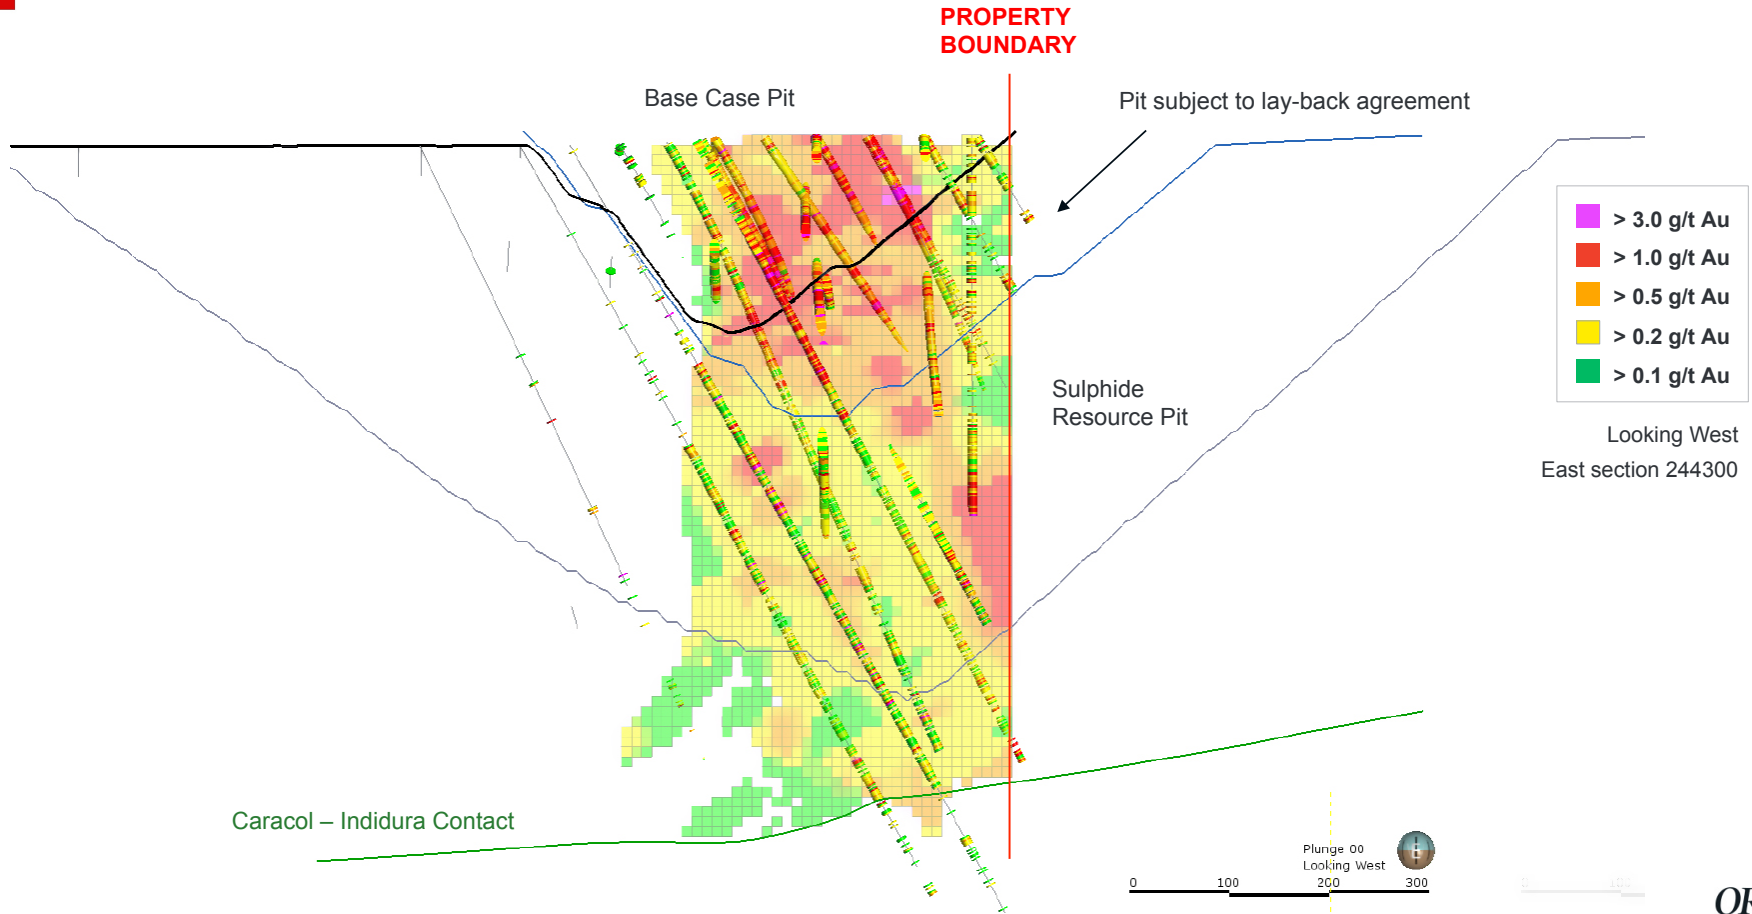 PROPERTY
BOUNDARY
Base Case Pit
Pit subject to lay-back agreement
> 3.0 g/t Au
> 1.0 g/t Au
> 0.5 g/t Au
> 0.2 g/t Au
> 0.1 g/t Au
Sulphide
Resource Pit
Looking West
East section 244300
Caracol – Indidura Contact
Plunge 00
Looking West
0 100 200 300